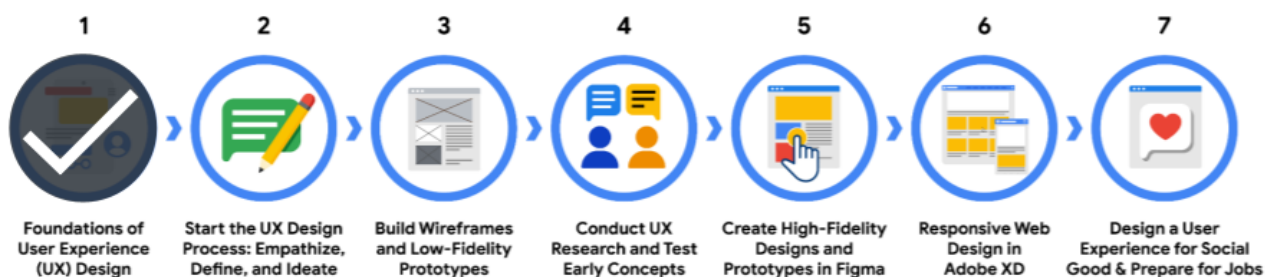 1
2
3
4
5
6
7
Foundations of
User Experience
(UX) Design
Start the UX Design
Process: Empathize,
Define, and Ideate
Build Wireframes
and Low-Fidelity
Prototypes
Conduct UX
Research and Test
Early Concepts
Create High-Fidelity
Designs and
Prototypes in Figma
Responsive Web
Design in
Adobe XD
Design a User
Experience for Social
Good & Prepare for Jobs